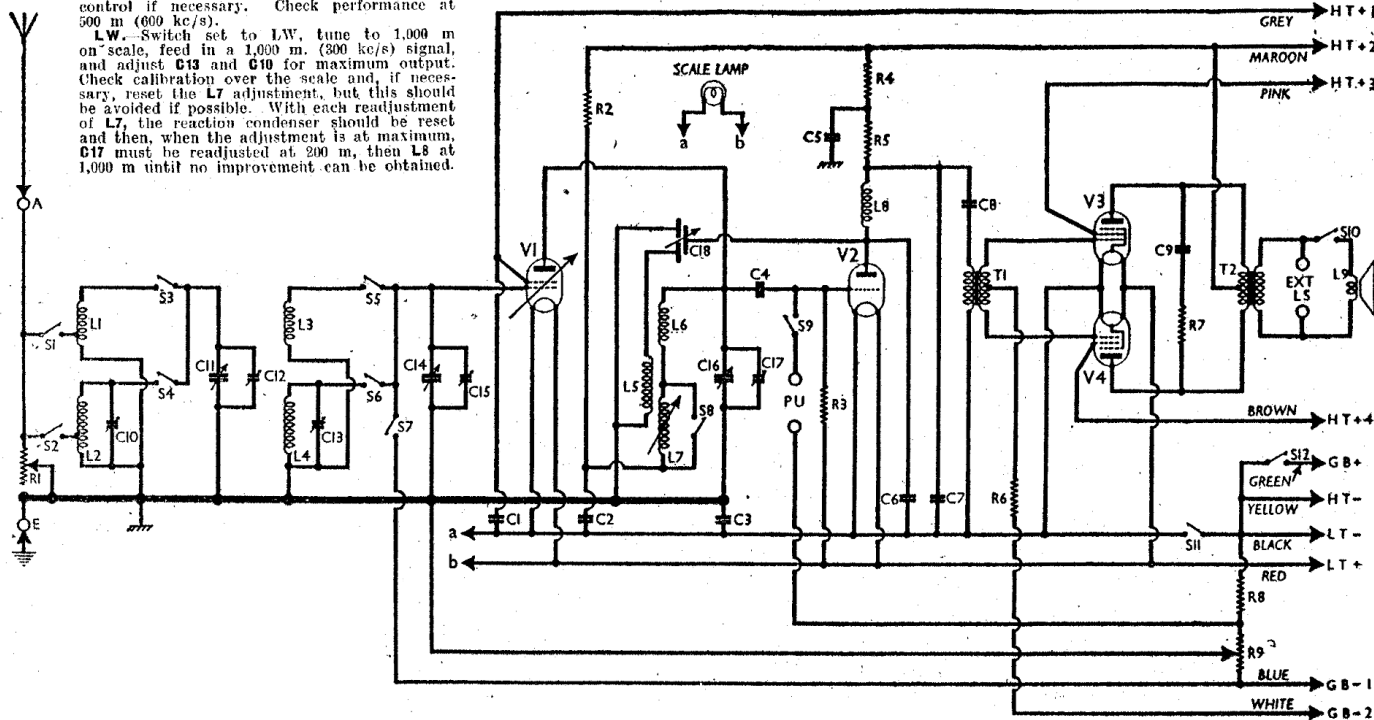 control if necessary. Check performance at
500 m (600 kc/s).
LW.—Switch set to LW, tune to 1,000 m
on scale, feed in a 1,000 m. (300 kc/s) signal,
and adjust C13 and C10 for maximum output.
Check calibration over the scale and, if neces-
sary, reset the L7 adjustment, but this should
be avoided if possible. With each readjustment
of L7, the reaction condenser should be reset
and then, when the adjustment is at maximum,
C17 must be readjusted at 200 m, then L8 at
1,000 m until no improvement can be obtained.
GREY HT+1
MAROON HT+2
PINK HT+3
SCALE LAMP
a b
R2
R4
C5
R5
A
L8
C8
V3
V1
C18
V2
C4
T1
C9
T2
S10
EXT
LS
L9
S3
S5
S1
L1
L3
L6
S9
R7
C11
C12
C14
C15
C16
C17
V4
S4
S6
L5
S8
PU
R3
S2
C10
C13
S7
L2
L4
L7
R1
BROWN HT+4
S12
GREEN GB+
YELLOW HT-
E
C1
C2
C3
C6
C7
R6
a S11 BLACK LT-
b RED LT+
R8
R9
BLUE GB-1
WHITE GB-2